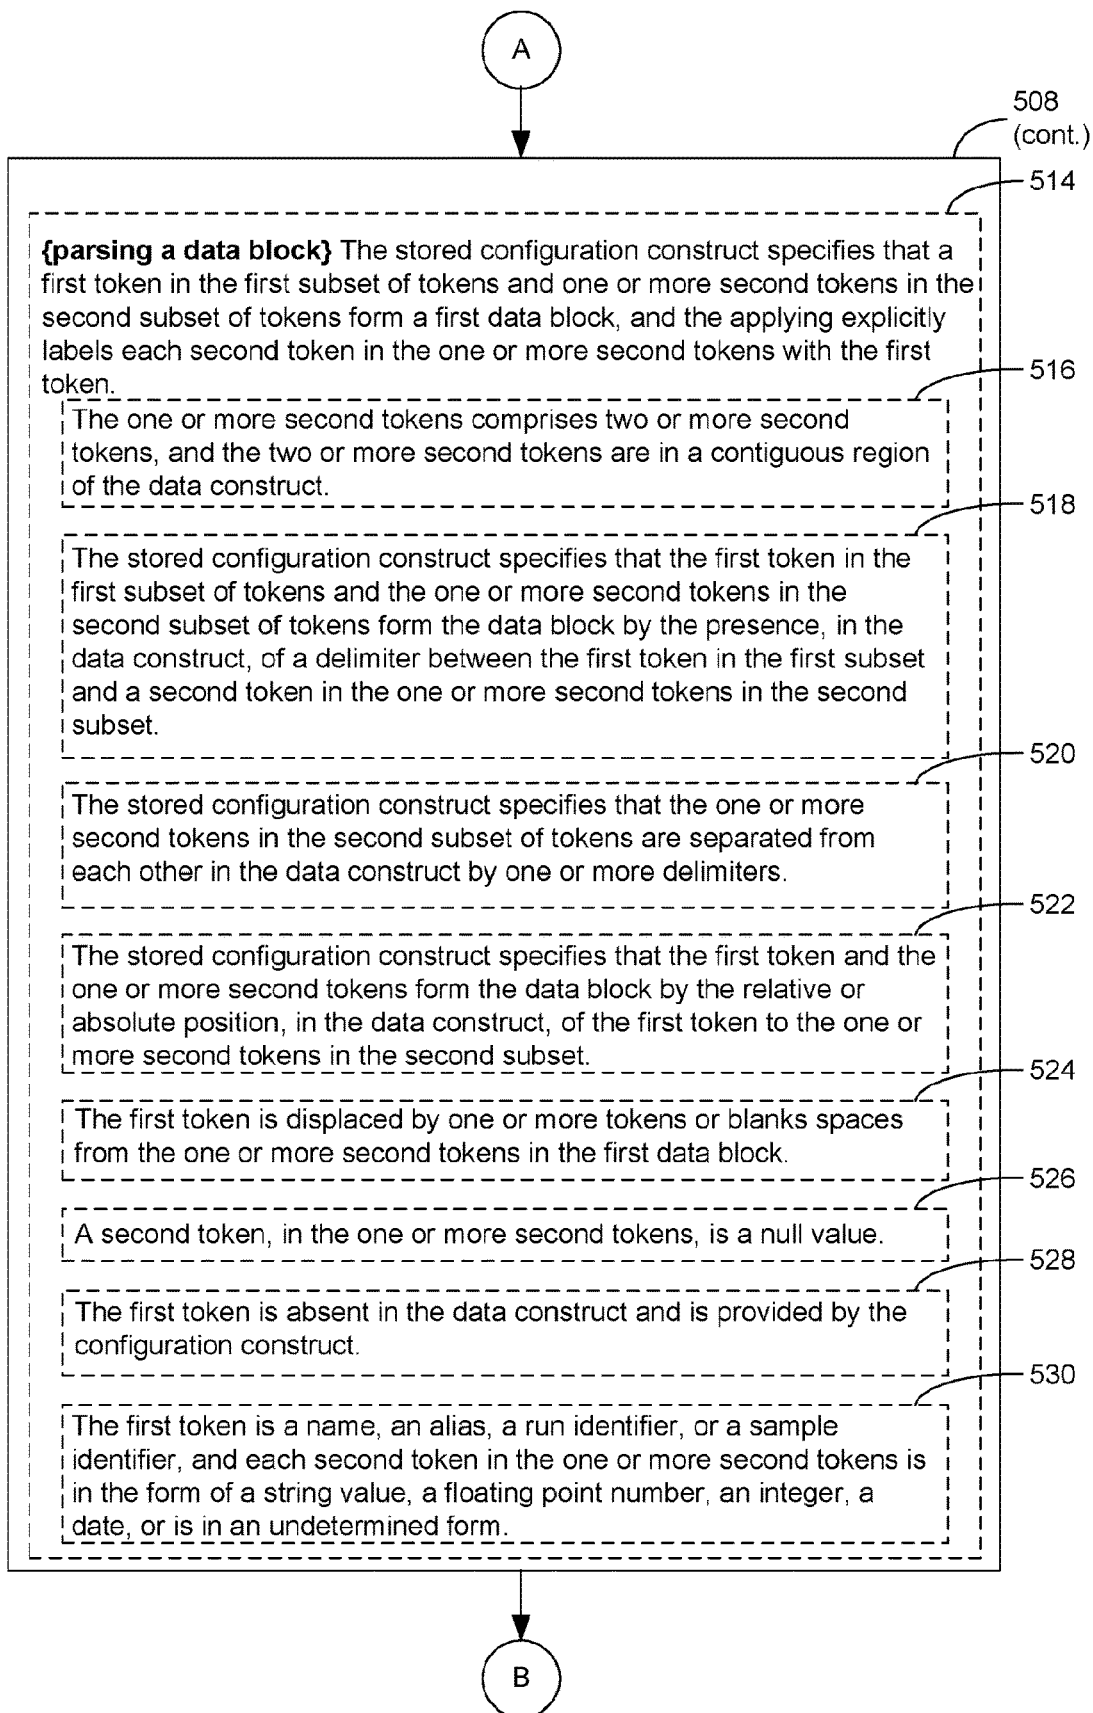 A
508
(cont.)
514
{parsing a data block} The stored configuration construct specifies that a
first token in the first subset of tokens and one or more second tokens in the
second subset of tokens form a first data block, and the applying explicitly
labels each second token in the one or more second tokens with the first
token.
516
The one or more second tokens comprises two or more second
tokens, and the two or more second tokens are in a contiguous region
of the data construct.
518
The stored configuration construct specifies that the first token in the
first subset of tokens and the one or more second tokens in the
second subset of tokens form the data block by the presence, in the
data construct, of a delimiter between the first token in the first subset
and a second token in the one or more second tokens in the second
subset.
520
The stored configuration construct specifies that the one or more
second tokens in the second subset of tokens are separated from
each other in the data construct by one or more delimiters.
522
The stored configuration construct specifies that the first token and the
one or more second tokens form the data block by the relative or
absolute position, in the data construct, of the first token to the one or
more second tokens in the second subset.
524
The first token is displaced by one or more tokens or blanks spaces
from the one or more second tokens in the first data block.
526
A second token, in the one or more second tokens, is a null value.
528
The first token is absent in the data construct and is provided by the
configuration construct.
530
The first token is a name, an alias, a run identifier, or a sample
identifier, and each second token in the one or more second tokens is
in the form of a string value, a floating point number, an integer, a
date, or is in an undetermined form.
B